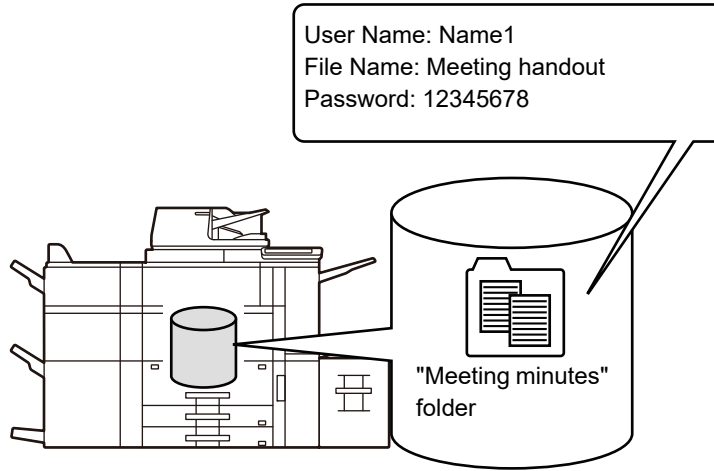 User Name: Name1
File Name: Meeting handout
Password: 12345678
"Meeting minutes"
folder